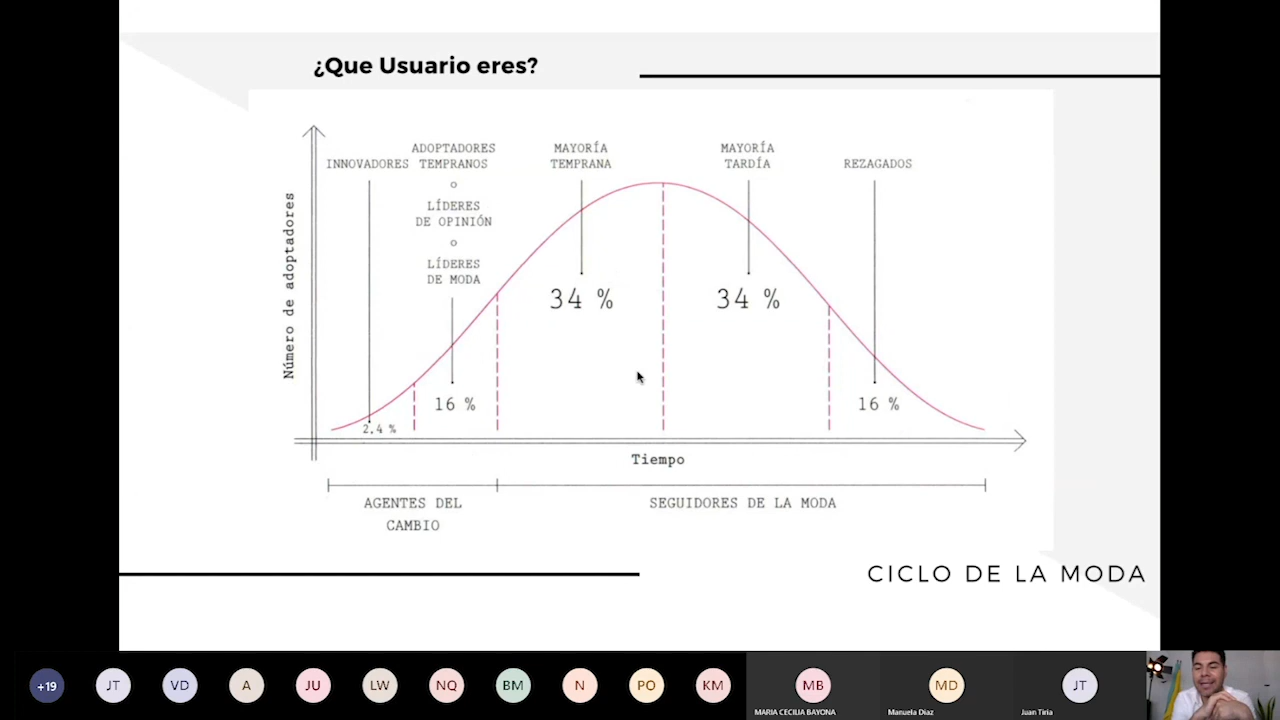 ¿Que Usuario eres?
INNOVADORES
ADOPTADORES
TEMPRANOS
o
LÍDERES
DE OPINIÓN
o
LÍDERES
DE MODA
MAYORÍA
TEMPRANA
MAYORÍA
TARDÍA
REZAGADOS
Número de adoptadores
2.4 %
16 %
34 %
34 %
16 %
Tiempo
AGENTES DEL
CAMBIO
SEGUIDORES DE LA MODA
CICLO DE LA MODA
+19
JT
VD
A
JU
LW
NQ
BM
N
PO
KM
MB
MARIA CECILIA BAYONA
MD
Manuela Diaz
JT
Juan Tiria